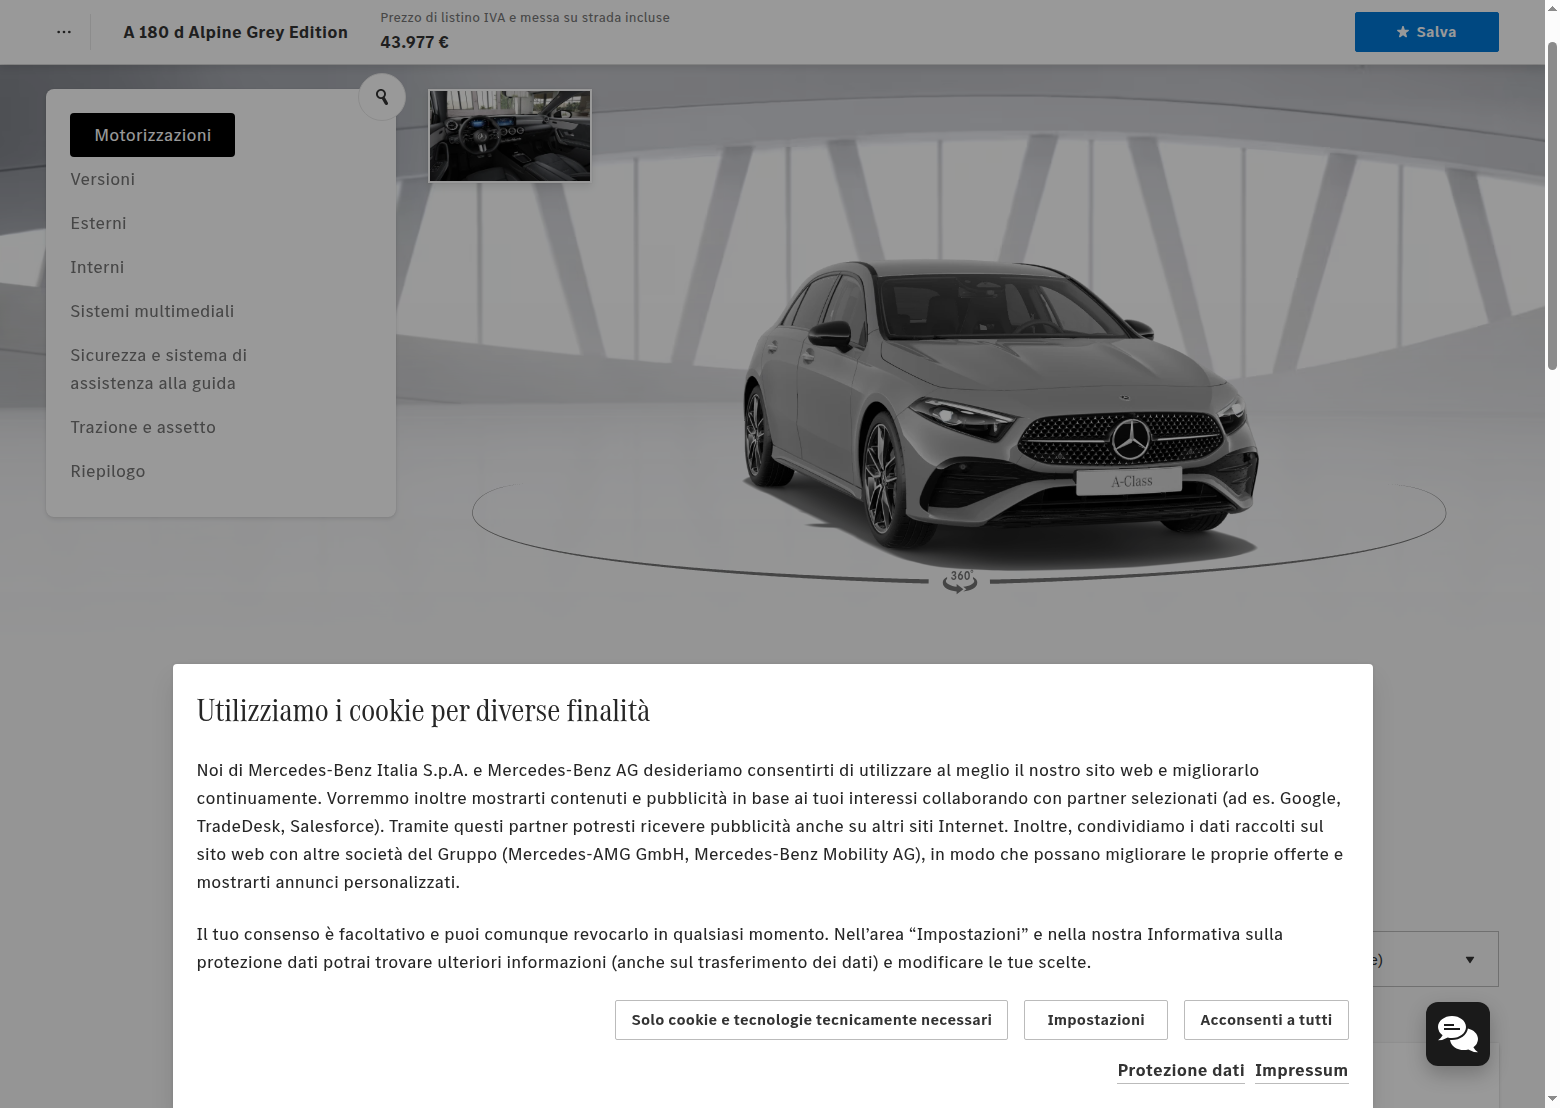 A 180 d Alpine Grey Edition
Prezzo di listino IVA e messa su strada incluse
43.977 €
Salva
Motorizzazioni
Versioni
Esterni
Interni
Sistemi multimediali
Sicurezza e sistema di
assistenza alla guida
Trazione e assetto
Riepilogo
A-Class
360°
Utilizziamo i cookie per diverse finalità
Noi di Mercedes-Benz Italia S.p.A. e Mercedes-Benz AG desideriamo consentirti di utilizzare al meglio il nostro sito web e migliorarlo
continuamente. Vorremmo inoltre mostrarti contenuti e pubblicità in base ai tuoi interessi collaborando con partner selezionati (ad es. Google,
TradeDesk, Salesforce). Tramite questi partner potresti ricevere pubblicità anche su altri siti Internet. Inoltre, condividiamo i dati raccolti sul
sito web con altre società del Gruppo (Mercedes-AMG GmbH, Mercedes-Benz Mobility AG), in modo che possano migliorare le proprie offerte e
mostrarti annunci personalizzati.
Il tuo consenso è facoltativo e puoi comunque revocarlo in qualsiasi momento. Nell’area “Impostazioni” e nella nostra Informativa sulla
protezione dati potrai trovare ulteriori informazioni (anche sul trasferimento dei dati) e modificare le tue scelte.
e)
Solo cookie e tecnologie tecnicamente necessari
Impostazioni
Acconsenti a tutti
Protezione dati
Impressum